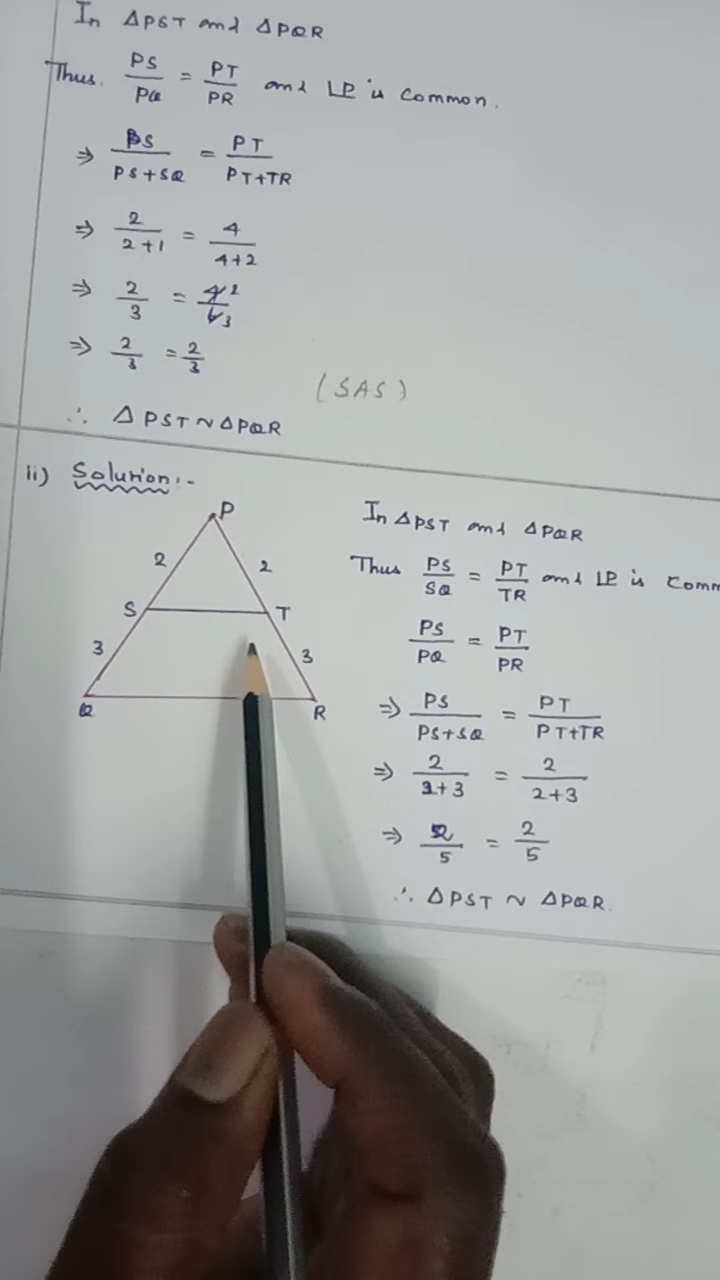 In ΔPST and ΔPQR
Thus. PS/PQ = PT/PR and ∠P is common.
⇒ PS/PS+SQ = PT/PT+TR
⇒ 2/2+1 = 4/4+2
⇒ 2/3 = 4 2/6 3
⇒ 2/3 = 2/3
(SAS)
∴ ΔPST ~ ΔPQR
ii) Solution:-
P
2 2
S T
3 3
Q R
In ΔPST and ΔPQR
Thus PS/SQ = PT/TR and ∠P is Comm
PS/PQ = PT/PR
⇒ PS/PS+SQ = PT/PT+TR
⇒ 2/2+3 = 2/2+3
⇒ 2/5 = 2/5
∴ ΔPST ~ ΔPQR.